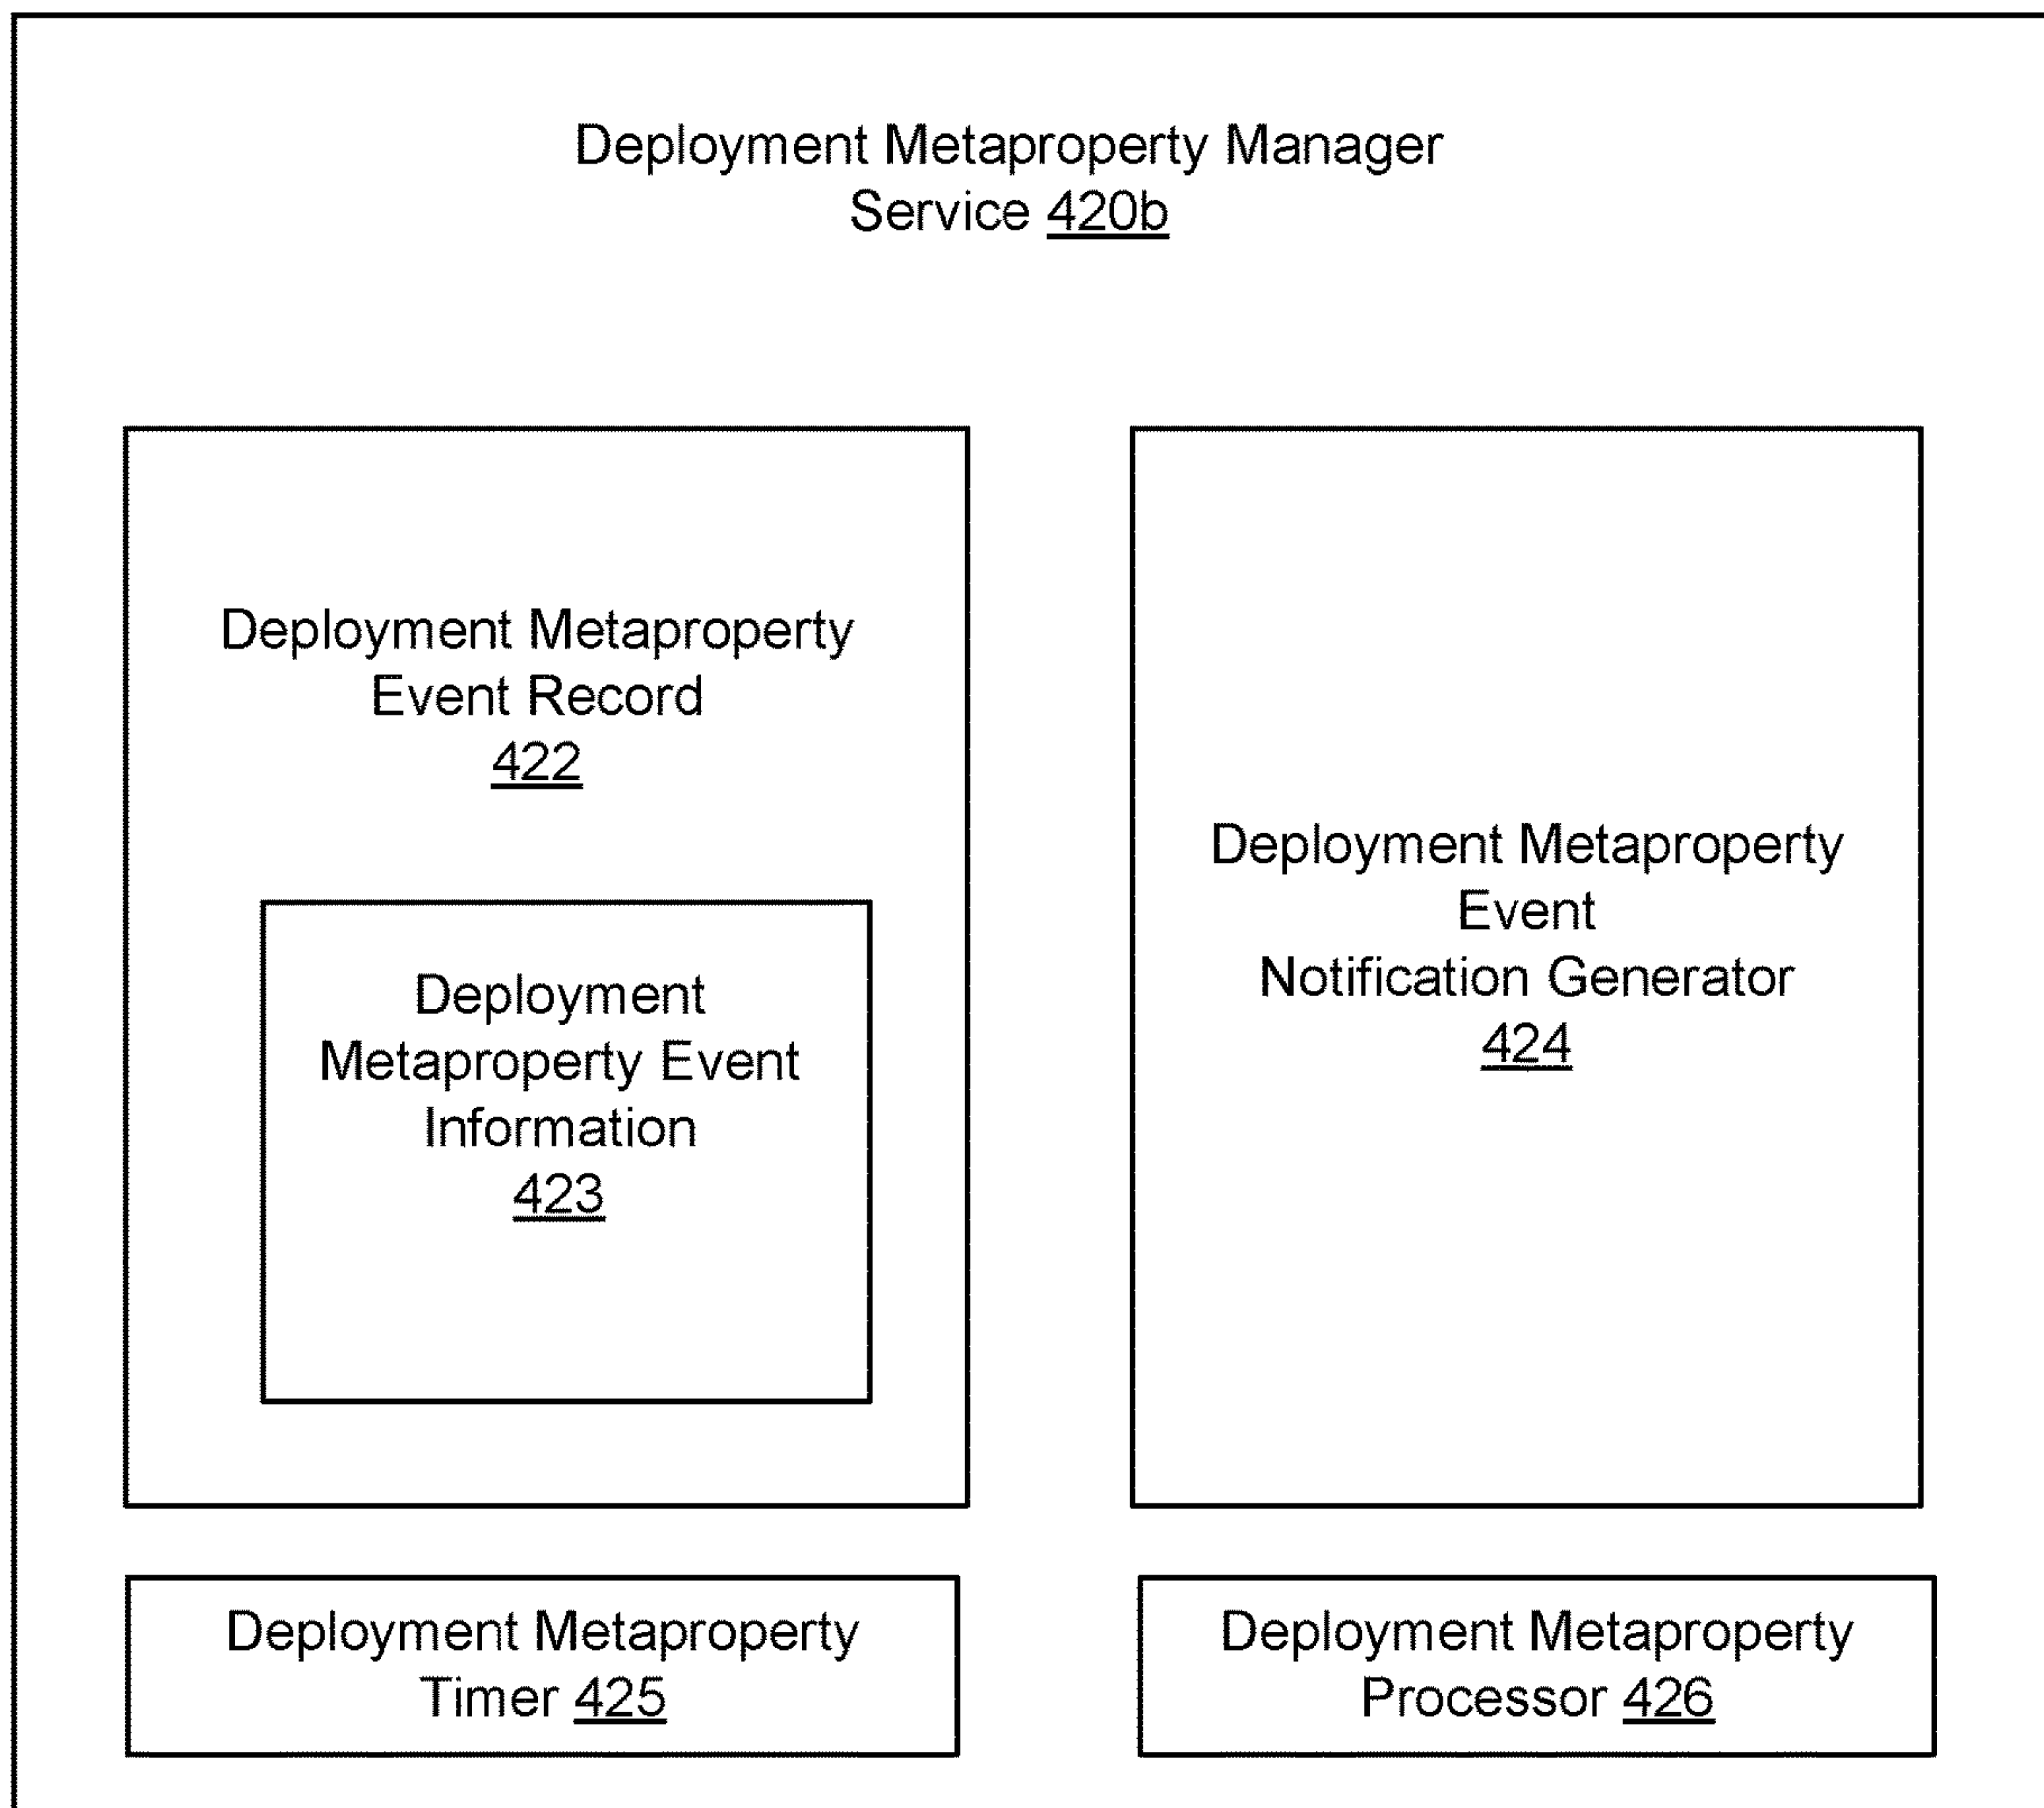 Deployment Metaproperty Manager
Service 420b
Deployment Metaproperty
Event Record
422
Deployment
Metaproperty Event
Information
423
Deployment Metaproperty
Event
Notification Generator
424
Deployment Metaproperty
Timer 425
Deployment Metaproperty
Processor 426